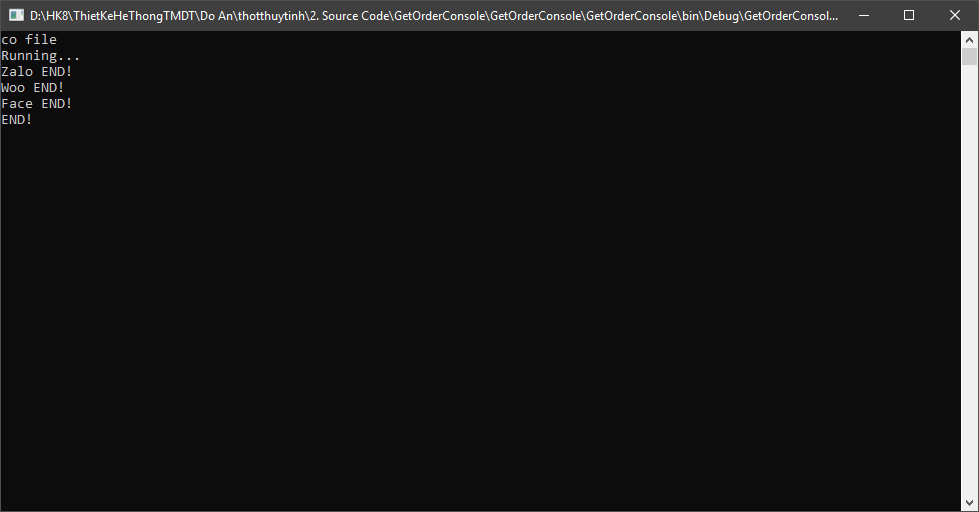 D:\HK8\ThietKeHeThongTMDT\Do An\thotthuytinh\2. Source Code\GetOrderConsole\GetOrderConsole\GetOrderConsole\bin\Debug\GetOrderConsol...
co file
Running...
Zalo END!
Woo END!
Face END!
END!